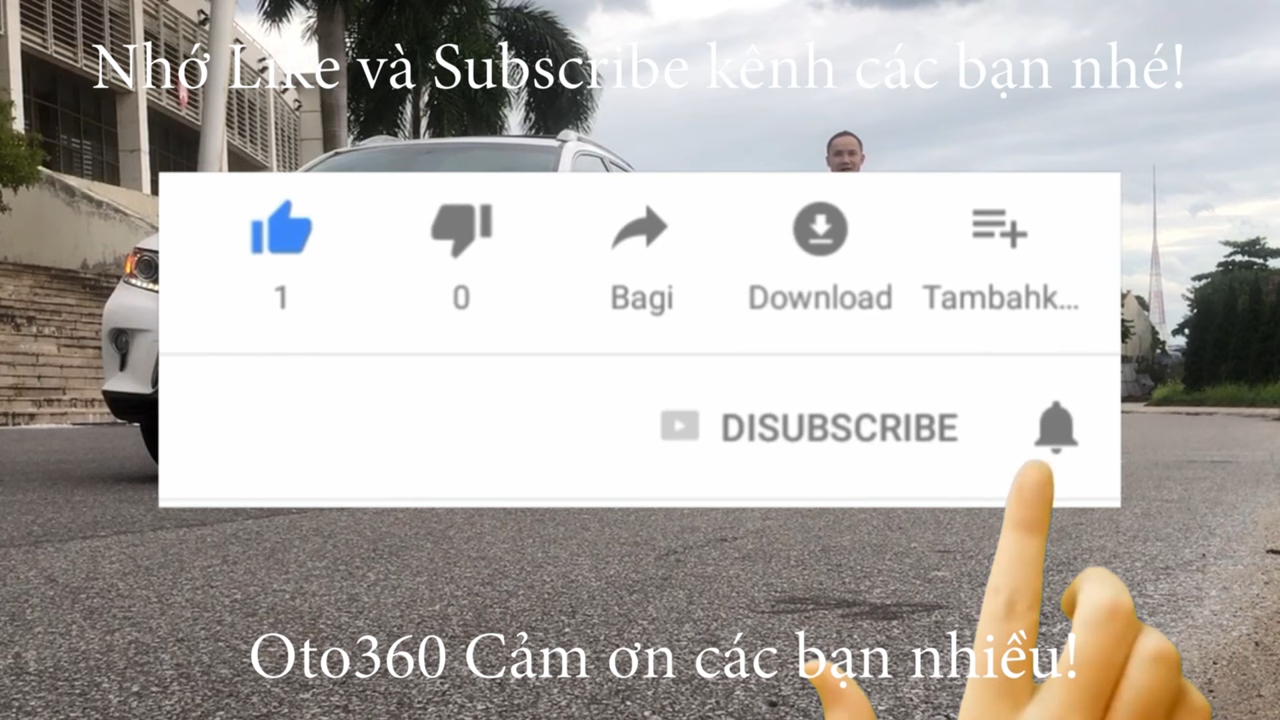 Nhớ Like và Subscribe kênh các bạn nhé!
1 0 Bagi Download Tambahk...
DISUBSCRIBE
Oto360 Cảm ơn các bạn nhiều!